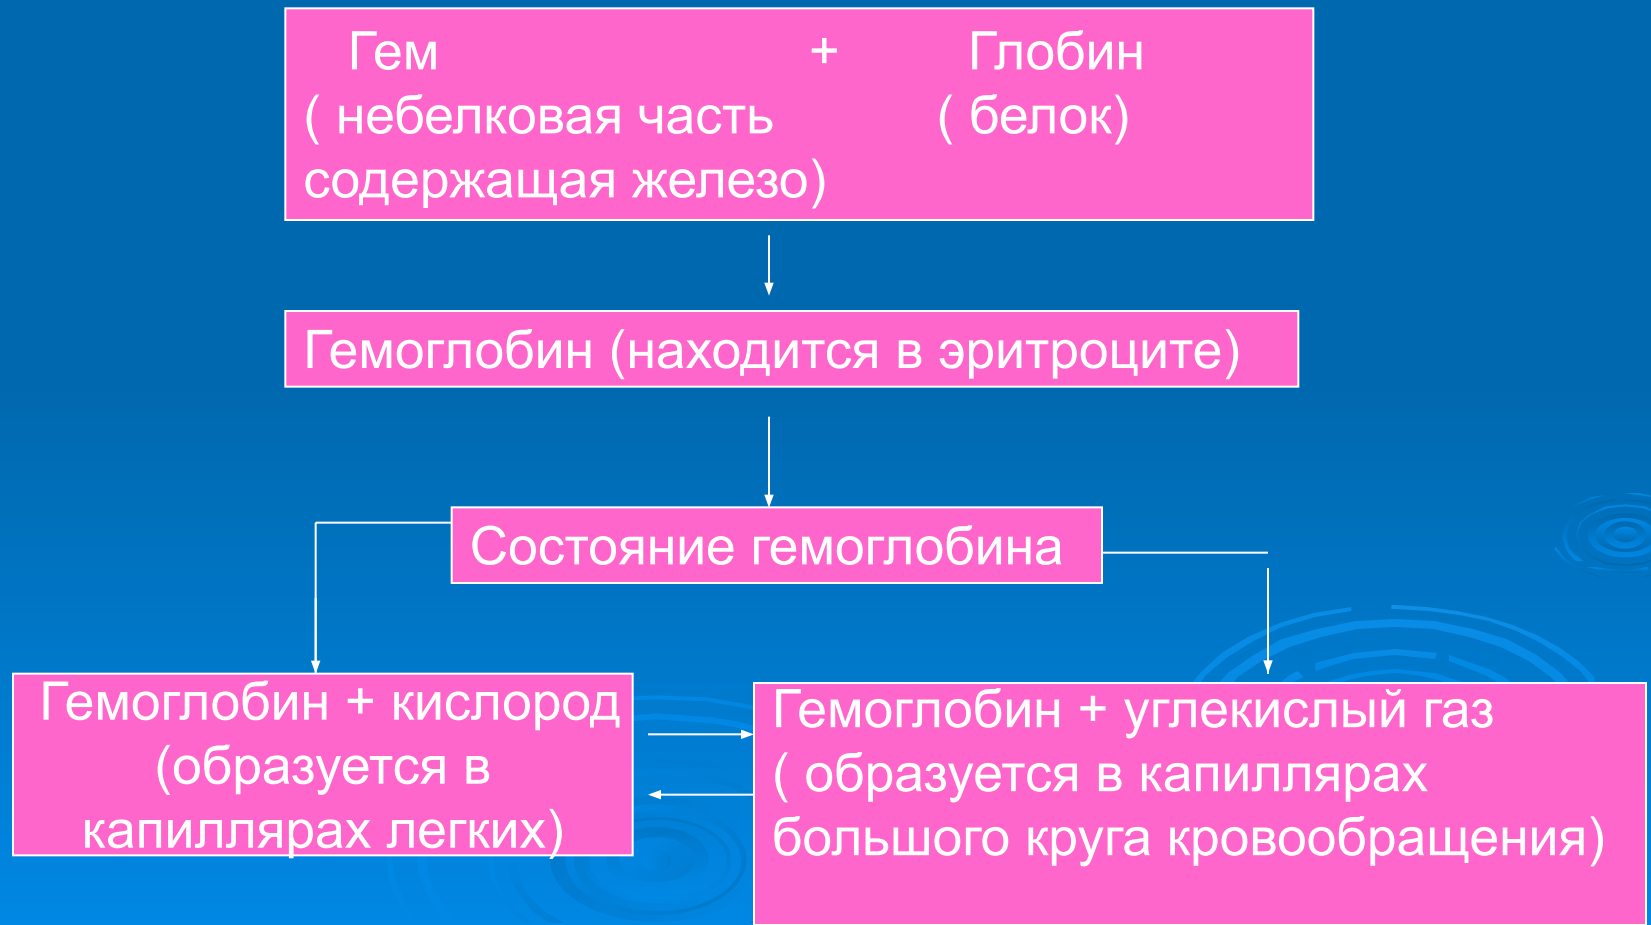 Гем + Глобин
( небелковая часть ( белок)
содержащая железо)
Гемоглобин (находится в эритроците)
Состояние гемоглобина
Гемоглобин + кислород
(образуется в
капиллярах легких)
Гемоглобин + углекислый газ
( образуется в капиллярах
большого круга кровообращения)